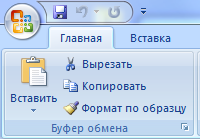 Главная Вставка
Вырезать
Копировать
Вставить
Формат по образцу
Буфер обмена